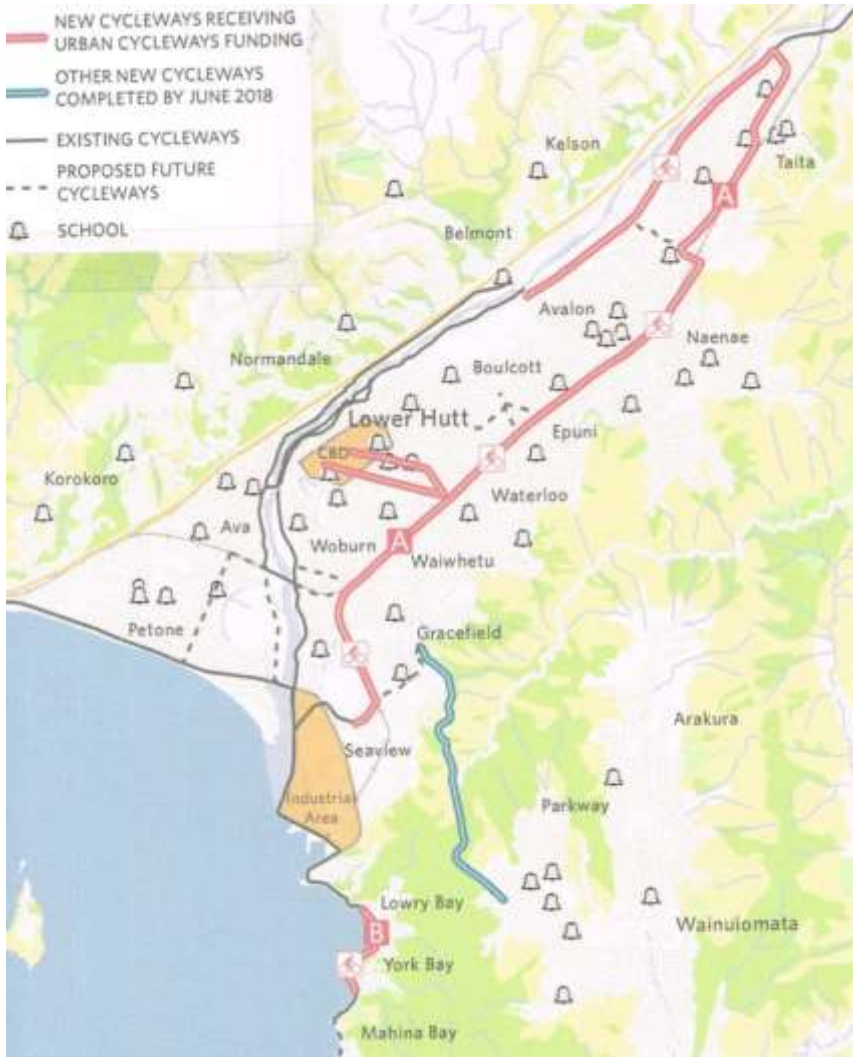 NEW CYCLEWAYS RECEIVING
URBAN CYCLEWAYS FUNDING
OTHER NEW CYCLEWAYS
COMPLETED BY JUNE 2018
EXISTING CYCLEWAYS
PROPOSED FUTURE
CYCLEWAYS
SCHOOL
Kelson
Taita
A
Belmont
Avalon
Naenae
Normandale
Boulcott
Lower Hutt
Epuni
CBD
Korokoro
Waterloo
Ava
Woburn
A
Waiwhetu
Petone
Gracefield
Arakura
Seaview
Industrial
Area
Parkway
Lowry Bay
Wainuiomata
B
York Bay
Mahina Bay